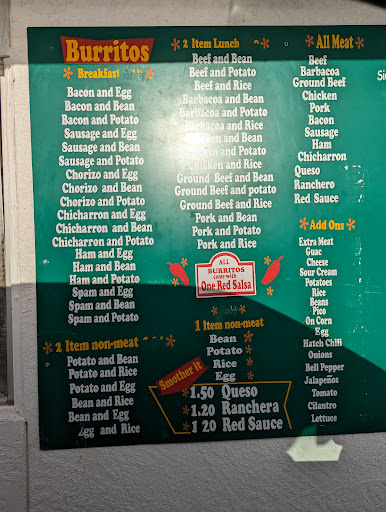 Burritos
Breakfast
Bacon and Egg
Bacon and Bean
Bacon and Potato
Sausage and Egg
Sausage and Bean
Sausage and Potato
Chorizo and Egg
Chorizo and Bean
Chorizo and Potato
Chicharron and Egg
Chicharron and Bean
Chicharron and Potato
Ham and Egg
Ham and Bean
Ham and Potato
Spam and Egg
Spam and Bean
Spam and Potato
2 Item non-meat
Potato and Bean
Potato and Rice
Potato and Egg
Bean and Rice
Bean and Egg
Egg and Rice
2 Item Lunch
Beef and Bean
Beef and Potato
Beef and Rice
Barbacoa and Bean
Barbacoa and Potato
Barbacoa and Rice
Chicken and Bean
Chicken and Potato
Chicken and Rice
Ground Beef and Bean
Ground Beef and potato
Ground Beef and Rice
Pork and Bean
Pork and Potato
Pork and Rice
ALL
BURRITOS
come with
One Red Salsa
1 Item non-meat
Bean
Potato
Rice
Egg
Smother it
1.50 Queso
1.20 Ranchera
1 20 Red Sauce
All Meat
Beef
Barbacoa
Ground Beef
Chicken
Pork
Bacon
Sausage
Ham
Chicharron
Queso
Ranchero
Red Sauce
Add Ons
Extra Meat
Guac
Cheese
Sour Cream
Potatoes
Rice
Beans
Pico
On Corn
Egg
Hatch Chili
Onions
Bell Pepper
Jalapeños
Tomato
Cilantro
Lettuce